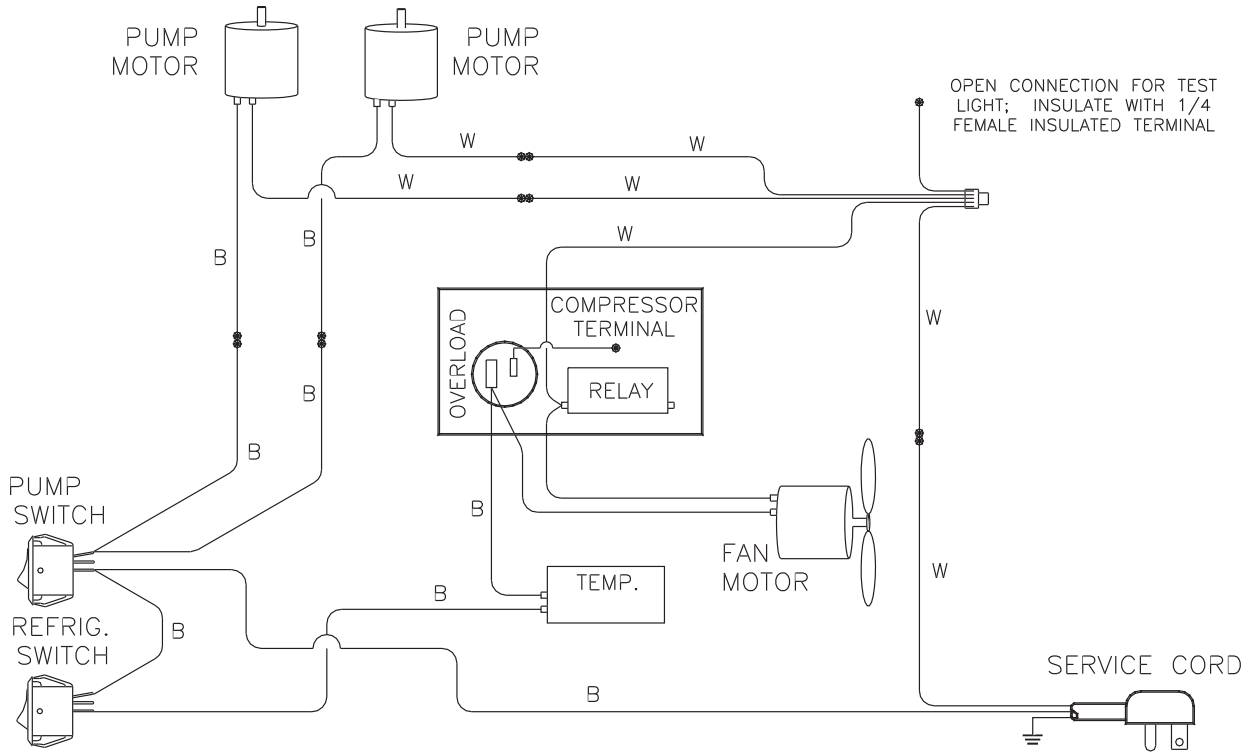 PUMP
MOTOR
PUMP
MOTOR
OPEN CONNECTION FOR TEST
LIGHT; INSULATE WITH 1/4
FEMALE INSULATED TERMINAL
W
W
W
W
B
B
W
COMPRESSOR
TERMINAL
OVERLOAD
RELAY
W
B
B
PUMP
SWITCH
B
FAN
MOTOR
TEMP.
W
B
REFRIG.
SWITCH
B
SERVICE CORD
B